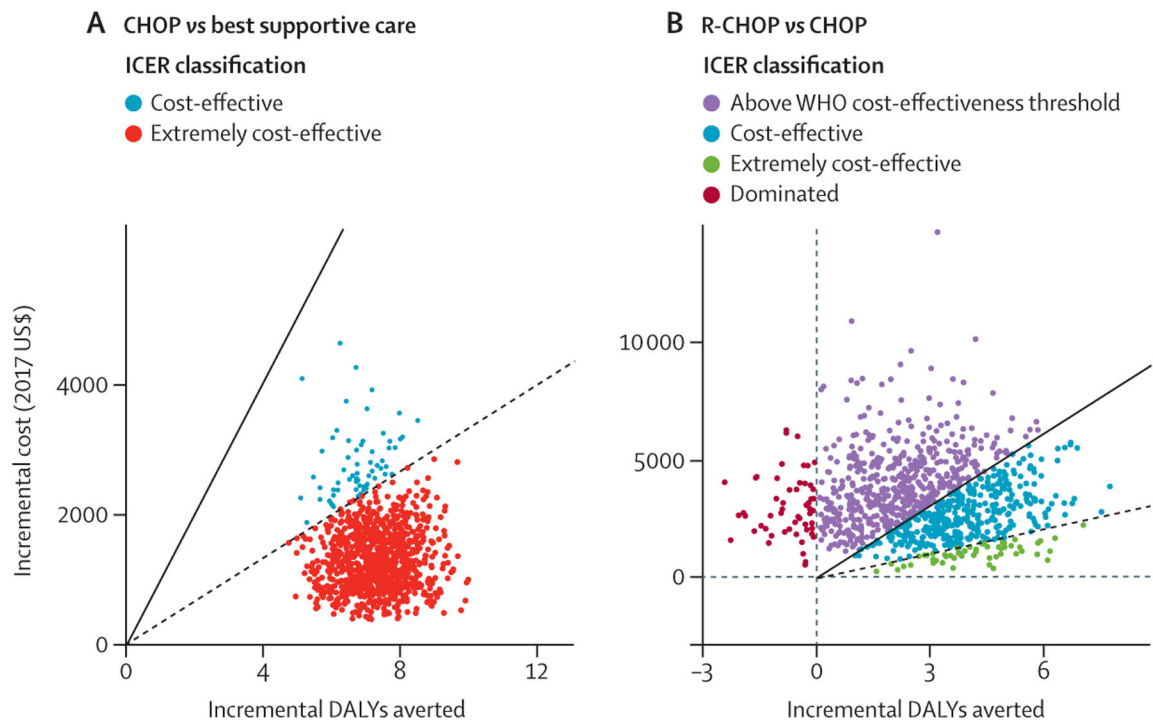 A CHOP vs best supportive care
ICER classification
Cost-effective
Extremely cost-effective
Incremental cost (2017 US$)
4000
2000
0
0 4 8 12
Incremental DALYs averted
B R-CHOP vs CHOP
ICER classification
Above WHO cost-effectiveness threshold
Cost-effective
Extremely cost-effective
Dominated
10 000
5000
0
–3 0 3 6
Incremental DALYs averted